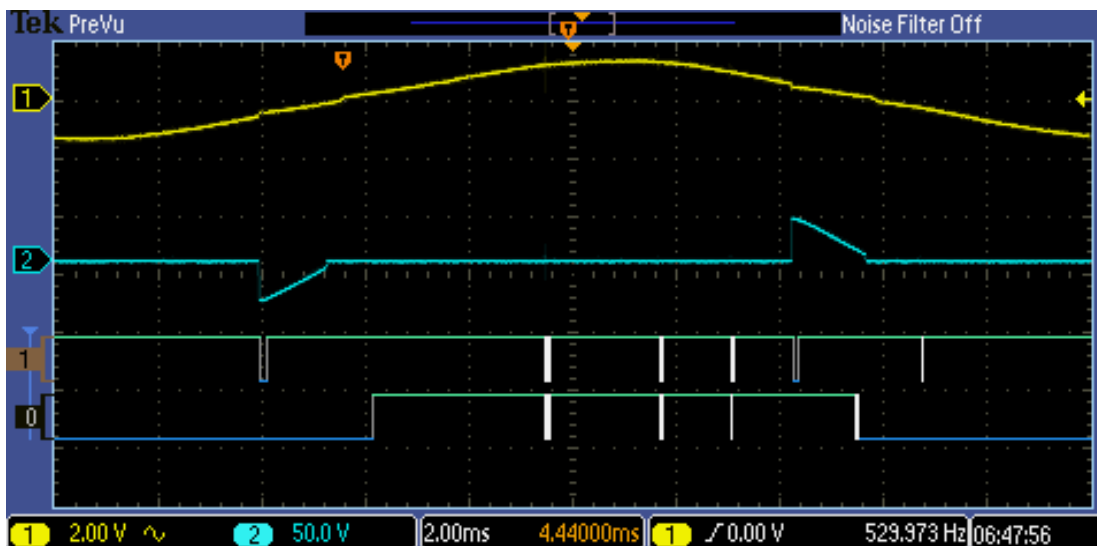 Tek PreVu Noise Filter Off
T
T
1
2
1
0
1 2.00 V 2 50.0 V 2.00ms 4.44000ms 1 0.00 V 529.973 Hz 06:47:56